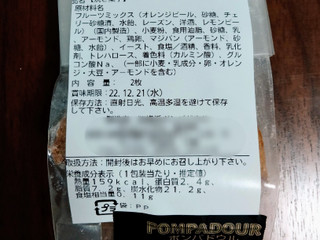 原材料名
フルーツミックス（オレンジピール、砂糖、チェ
リー砂糖漬、水飴、レーズン、洋酒、レモンピー
ル）（国内製造）、小麦粉、食用油脂、砂糖、乳
、アーモンド、鶏卵、マジパン（アーモンド、砂
糖、水飴）、イースト、食塩／酒精、香料、乳化
剤、トレハロース、着色料（カルミン酸）、グル
コン酸Na、（一部に小麦・乳成分・卵・オレン
ジ・大豆・アーモンドを含む）
内 容 量： 2枚
賞味期限：22.12.21(水)
保存方法：直射日光、高温多湿を避けて保存
して下さい。
取扱方法：開封後はお早めにお召し上がり下さい。
栄養成分表示（1包装当たり・推定値）
熱量159kcal、蛋白質2.4g、
脂質7.2g、炭水化物21.2g、
食塩相当量0.11g
プラ
PP
POMPADOUR
ポンパドウル